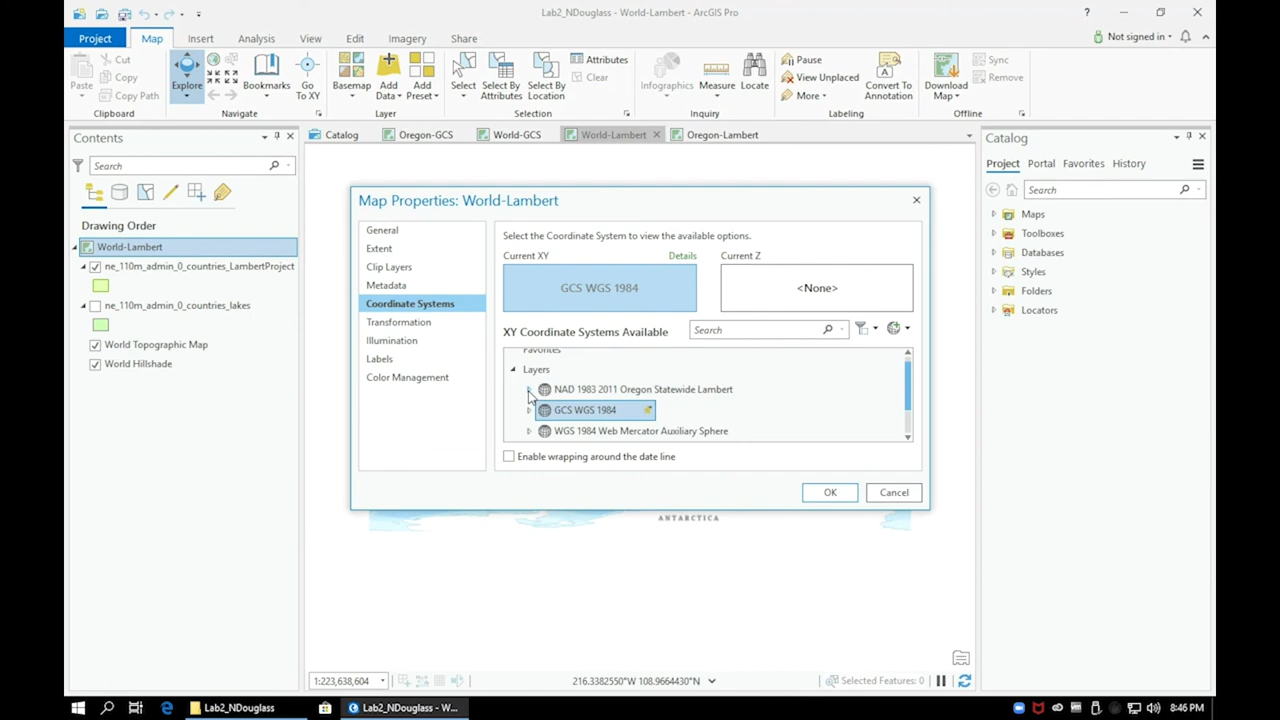 Lab2_NDouglass - World-Lambert - ArcGIS Pro
?
Project Map Insert Analysis View Edit Imagery Share
Not signed in
Paste
Cut
Copy
Copy Path
Clipboard
Explore
Bookmarks
Go To XY
Navigate
Basemap
Add Data
Add Preset
Layer
Select
Select By Attributes
Select By Location
Attributes
Clear
Selection
Infographics
Measure
Locate
Inquiry
Pause
View Unplaced
More
Convert To Annotation
Labeling
Download Map
Sync
Remove
Offline
Contents
Search
Drawing Order
World-Lambert
ne_110m_admin_0_countries_LambertProject
ne_110m_admin_0_countries_lakes
World Topographic Map
World Hillshade
Catalog Oregon-GCS World-GCS World-Lambert Oregon-Lambert
Map Properties: World-Lambert
General
Extent
Clip Layers
Metadata
Coordinate Systems
Transformation
Illumination
Labels
Color Management
Select the Coordinate System to view the available options.
Current XY Details Current Z
GCS WGS 1984 <None>
XY Coordinate Systems Available Search
Favorites
Layers
NAD 1983 2011 Oregon Statewide Lambert
GCS WGS 1984
WGS 1984 Web Mercator Auxiliary Sphere
Enable wrapping around the date line
OK Cancel
ANTARCTICA
1:223,638,604 216.3382550°W 108.9664430°N Selected Features: 0
Catalog
Project Portal Favorites History
Search
Maps
Toolboxes
Databases
Styles
Folders
Locators
Lab2_NDouglass Lab2_NDouglass - W... 8:46 PM